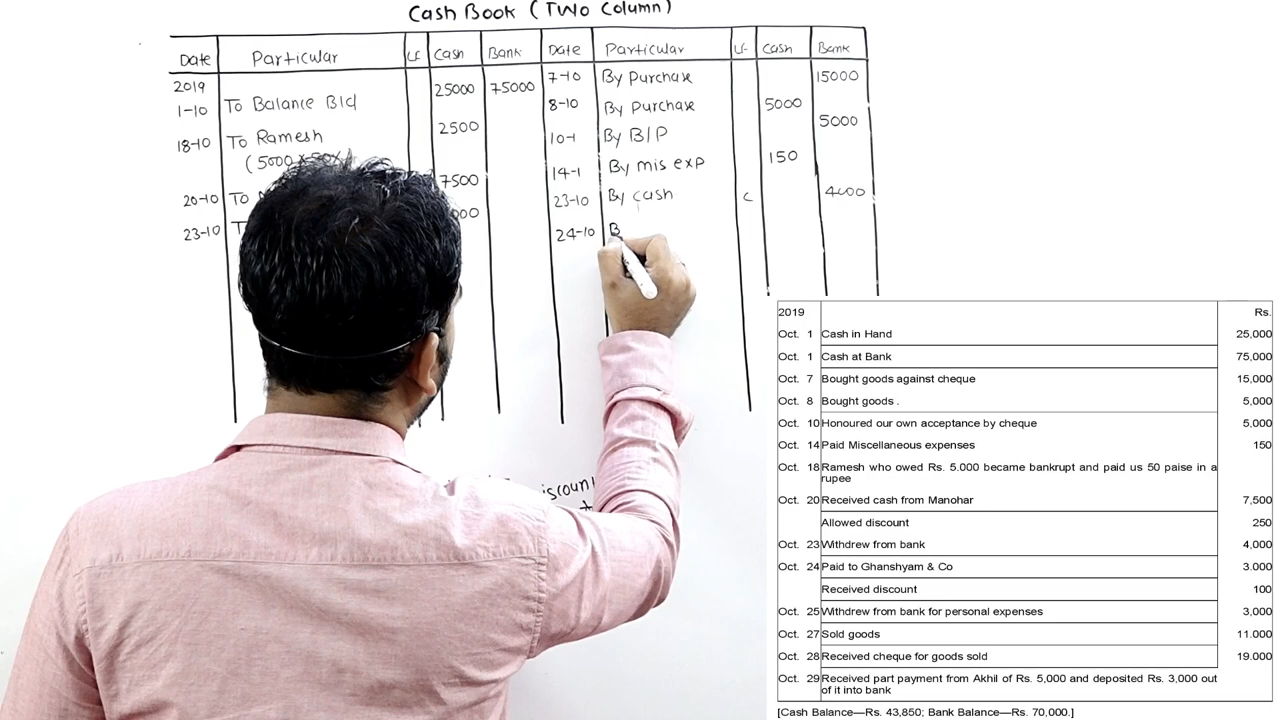 Cash Book (Two Column)
Date Particular LF Cash Bank Date Particular LF Cash Bank
2019 25000 75000 7-10 By purchase 15000
1-10 To Balance B/d 8-10 By purchase 5000
18-10 To Ramesh 2500 10-1 By B/P 5000
(5000 x 50%
14-1 By mis exp 150
20-10 To 7500 23-10 By cash c 4000
23-10 T 24-10 B
2019 Rs.
Oct. 1 Cash in Hand 25,000
Oct. 1 Cash at Bank 75,000
Oct. 7 Bought goods against cheque 15,000
Oct. 8 Bought goods . 5,000
Oct. 10 Honoured our own acceptance by cheque 5,000
Oct. 14 Paid Miscellaneous expenses 150
Oct. 18 Ramesh who owed Rs. 5.000 became bankrupt and paid us 50 paise in a
rupee
Oct. 20 Received cash from Manohar 7,500
Allowed discount 250
Oct. 23 Withdrew from bank 4,000
Oct. 24 Paid to Ghanshyam & Co 3.000
Received discount 100
Oct. 25 Withdrew from bank for personal expenses 3,000
Oct. 27 Sold goods 11.000
Oct. 28 Received cheque for goods sold 19.000
Oct. 29 Received part payment from Akhil of Rs. 5,000 and deposited Rs. 3,000 out
of it into bank
[Cash Balance—Rs. 43,850; Bank Balance—Rs. 70,000.]